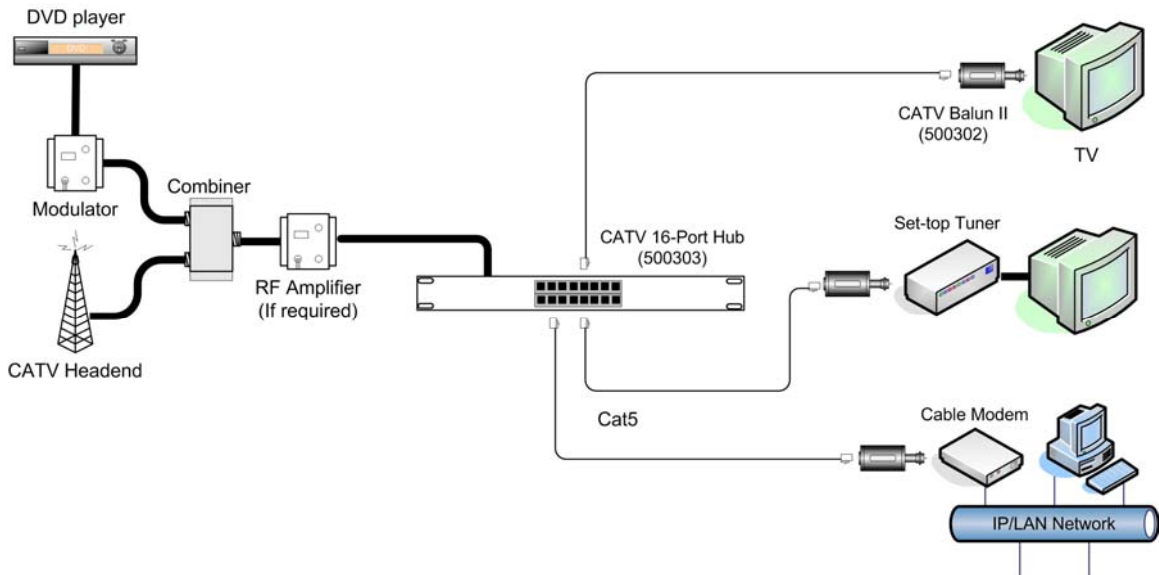 DVD player
DVD
Modulator
Combiner
CATV Headend
RF Amplifier
(If required)
CATV 16-Port Hub
(500303)
Cat5
CATV Balun II
(500302)
TV
Set-top Tuner
Cable Modem
IP/LAN Network